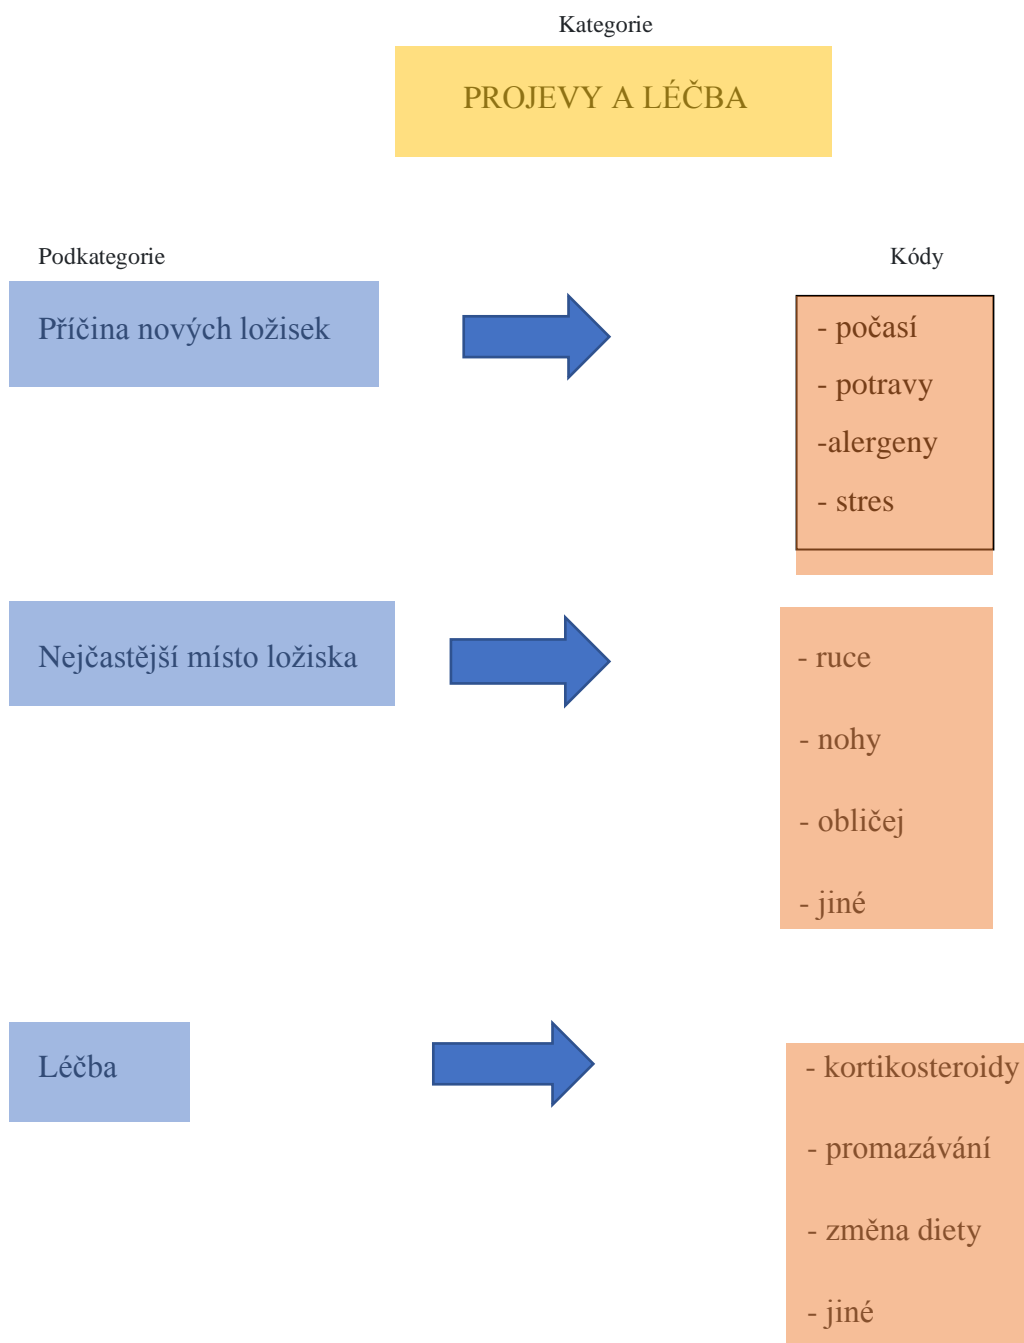 Kategorie
PROJEVY A LÉČBA
Podkategorie
Kódy
Příčina nových ložisek
- počasí
- potravy
-alergeny
- stres
Nejčastější místo ložiska
- ruce
- nohy
- obličej
- jiné
Léčba
- kortikosteroidy
- promazávání
- změna diety
- jiné